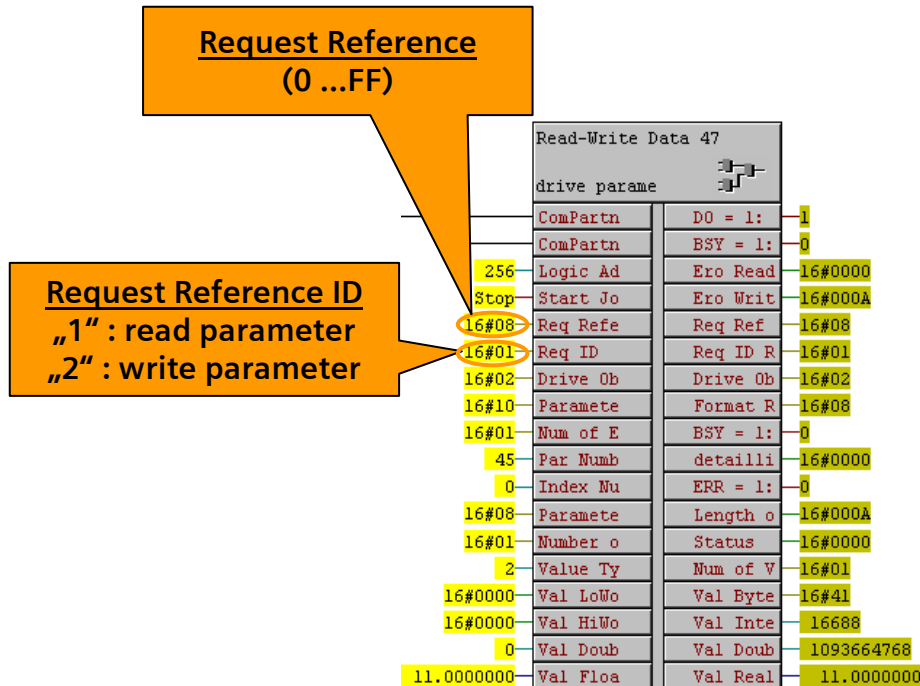 Request Reference
(0 ...FF)
Read-Write Data 47
drive parame
ComPartn DO = 1: 1
ComPartn BSY = 1: 0
Request Reference ID
„1“ : read parameter
„2“ : write parameter
256 Logic Ad Ero Read 16#0000
Stop Start Jo Ero Writ 16#000A
16#08 Req Refe Req Ref 16#08
16#01 Req ID Req ID R 16#01
16#02 Drive Ob Drive Ob 16#02
16#10 Paramete Format R 16#08
16#01 Num of E BSY = 1: 0
45 Par Numb detailli 16#0000
0 Index Nu ERR = 1: 0
16#08 Paramete Length o 16#000A
16#01 Number o Status 16#0000
2 Value Ty Num of V 16#01
16#0000 Val LoWo Val Byte 16#41
16#0000 Val HiWo Val Inte 16688
0 Val Doub Val Doub 1093664768
11.0000000 Val Floa Val Real 11.0000000